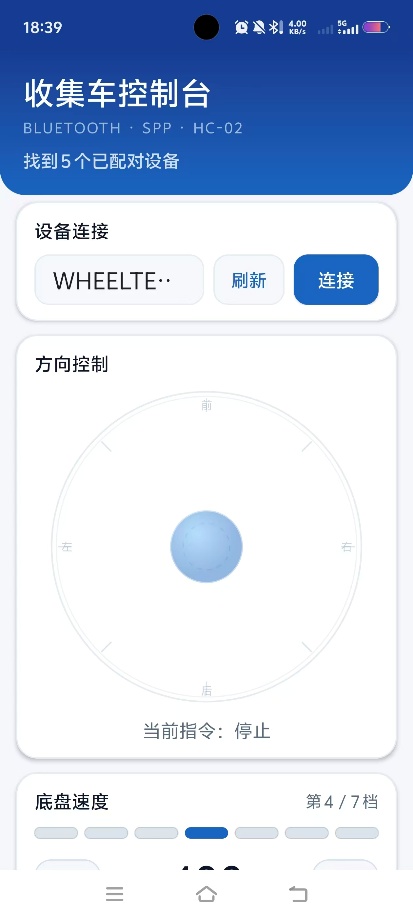 18:39
4.00
KB/s
5G
收集车控制台
BLUETOOTH · SPP · HC-02
找到5个已配对设备
设备连接
WHEELTE··
刷新
连接
方向控制
前
左
右
后
当前指令：停止
底盘速度
第4/7档